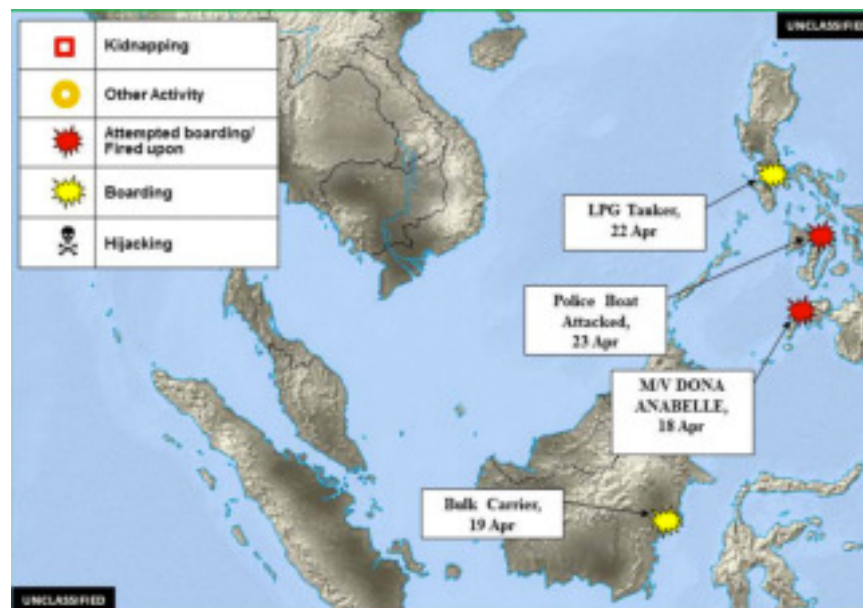 UNCLASSIFIED
Kidnapping
Other Activity
Attempted boarding/
Fired upon
Boarding
Hijacking
LPG Tanker,
22 Apr
Police Boat
Attacked,
23 Apr
M/V DONA
ANABELLE,
18 Apr
Bulk Carrier,
19 Apr
UNCLASSIFIED